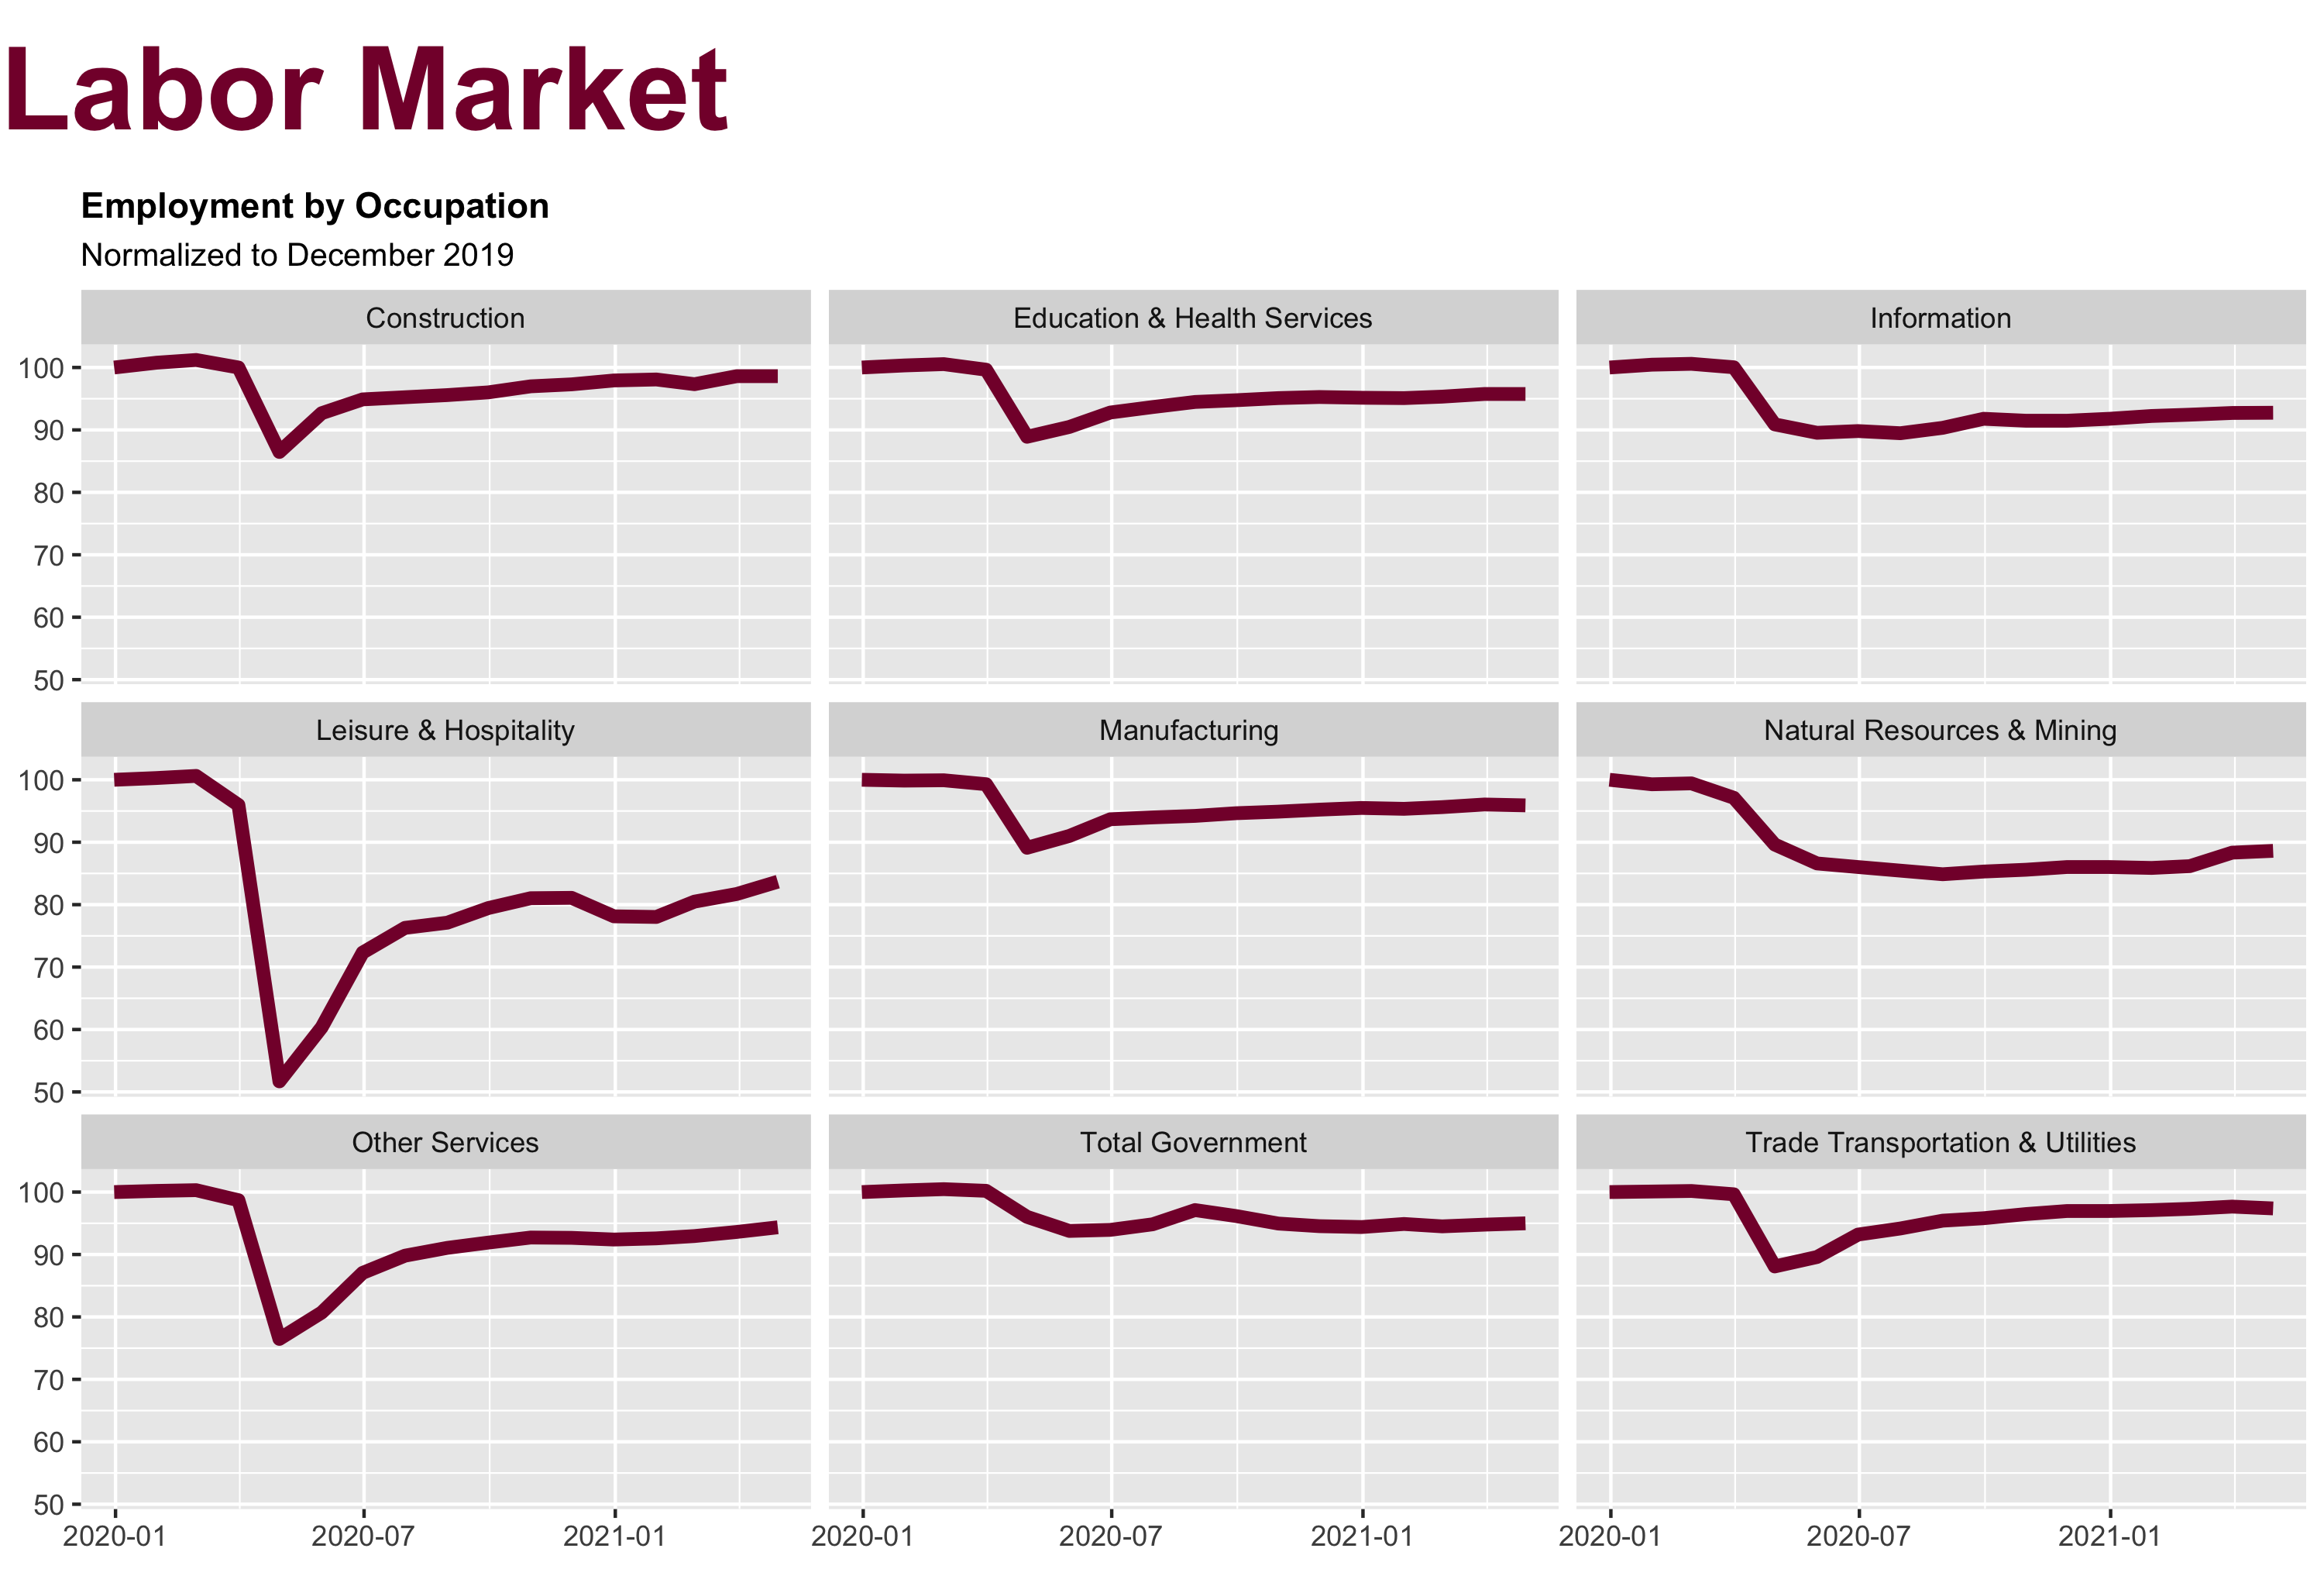 Labor Market
Employment by Occupation
Normalized to December 2019
Construction
Education & Health Services
Information
100
90
80
70
60
50
Leisure & Hospitality
Manufacturing
Natural Resources & Mining
100
90
80
70
60
50
Other Services
Total Government
Trade Transportation & Utilities
100
90
80
70
60
50
2020-01 2020-07 2021-01 2020-01 2020-07 2021-01 2020-01 2020-07 2021-01